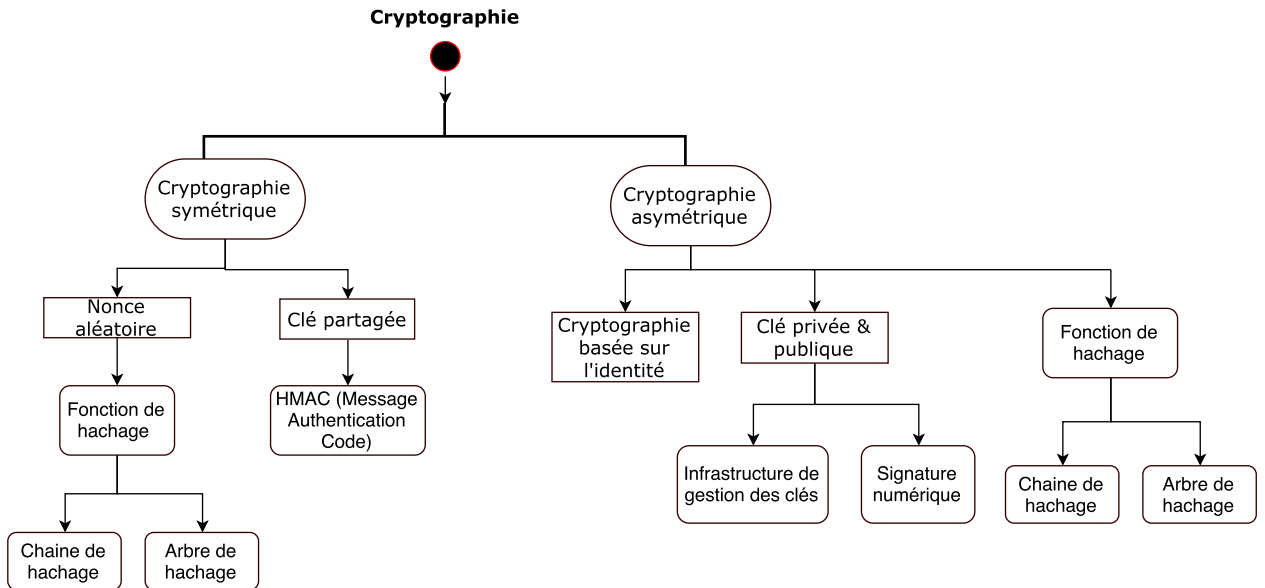 Cryptographie
Cryptographie
symétrique
Cryptographie
asymétrique
Nonce
aléatoire
Clé partagée
Cryptographie
basée sur
l'identité
Clé privée &
publique
Fonction de
hachage
Fonction de
hachage
HMAC (Message
Authentication
Code)
Infrastructure de
gestion des clés
Signature
numérique
Chaine de
hachage
Arbre de
hachage
Chaine de
hachage
Arbre de
hachage